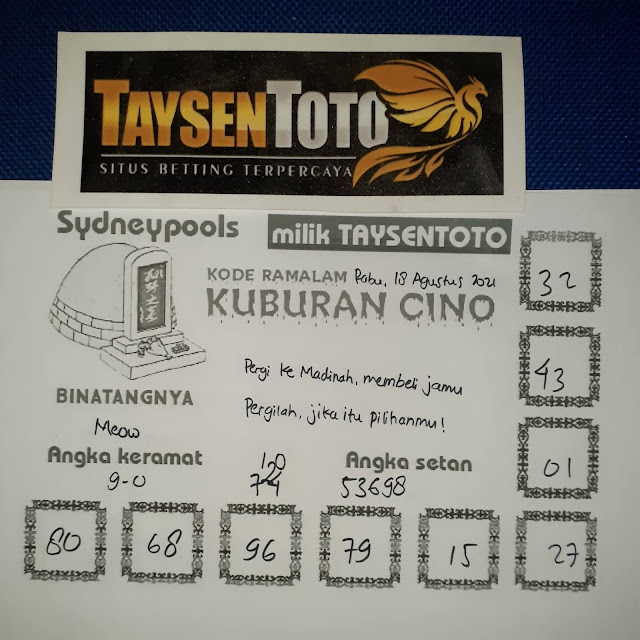 TAYSENTOTO
SITUS BETTING TERPERCAYA
Sydneypools
milik TAYSENTOTO
KODE RAMALAM Rabu, 18 Agustus 2021
KUBURAN CINO
32
Pergi ke Madinah, membeli jamu
43
BINATANGNYA
Pergilah, jika itu pilihanmu!
Meow
Angka keramat
120
Angka setan
01
9-0
2
74
53698
80
68
96
79
15
27